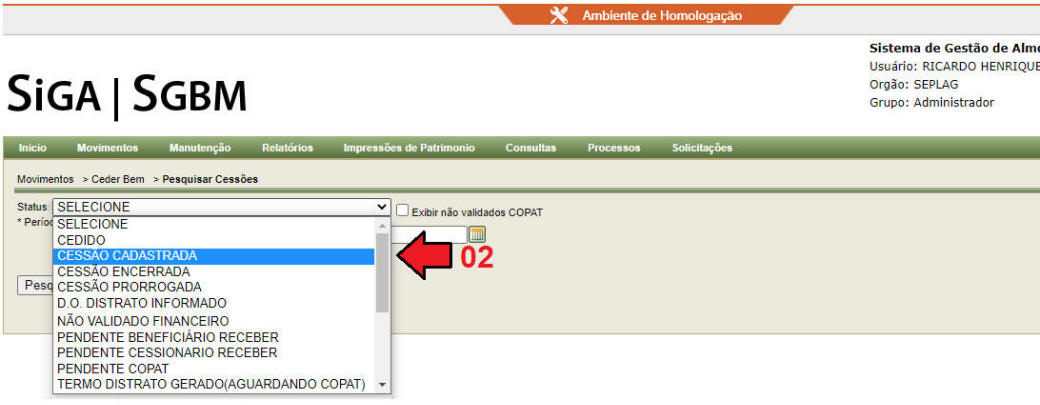 Ambiente de Homologação
Sistema de Gestão de Almo
Usuário: RICARDO HENRIQUE
Orgão: SEPLAG
Grupo: Administrador
SiGA | SGBM
Início Movimentos Manutenção Relatórios Impressões de Patrimonio Consultas Processos Solicitações
Movimentos > Ceder Bem > Pesquisar Cessões
Status SELECIONE Exibir não validados COPAT
* Períod
SELECIONE
CEDIDO
CESSÃO CADASTRADA
02
CESSÃO ENCERRADA
CESSÃO PRORROGADA
Pesq
D.O. DISTRATO INFORMADO
NÃO VALIDADO FINANCEIRO
PENDENTE BENEFICIÁRIO RECEBER
PENDENTE CESSIONARIO RECEBER
PENDENTE COPAT
TERMO DISTRATO GERADO(AGUARDANDO COPAT)